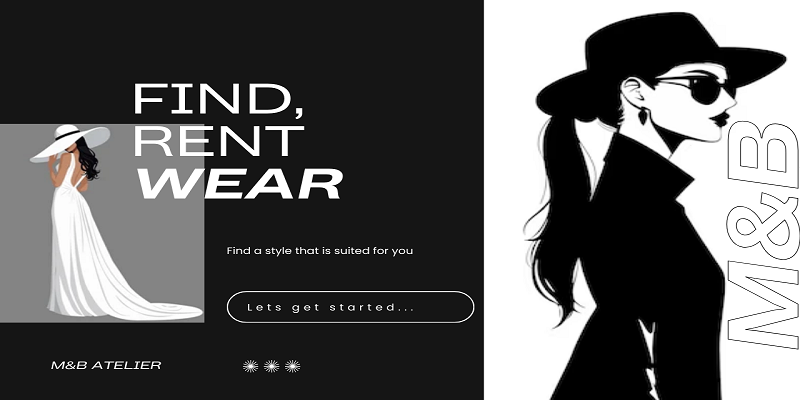 FIND,
RENT
WEAR
Find a style that is suited for you
Lets get started...
M&B ATELIER
M&B